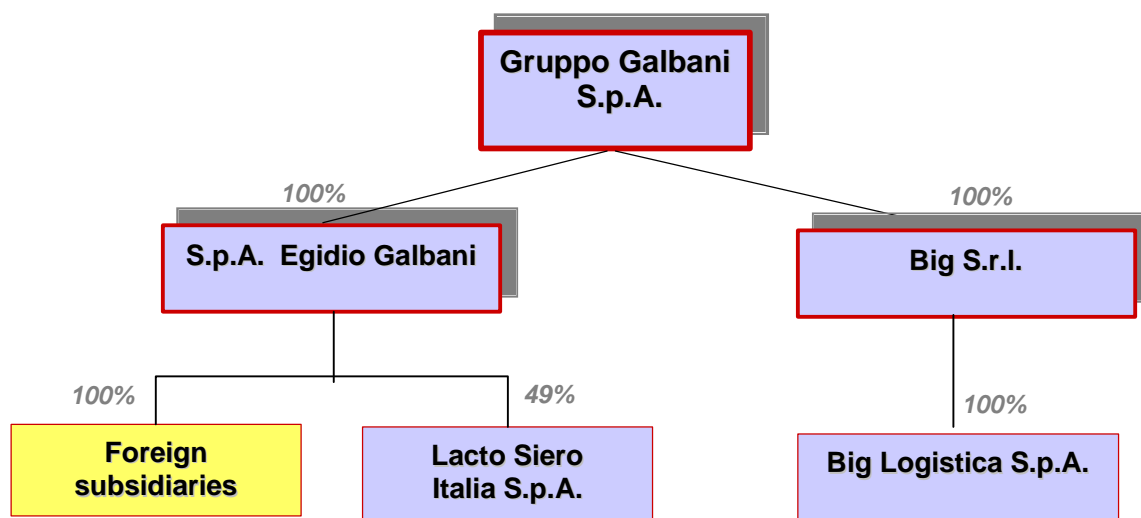 Gruppo Galbani
S.p.A.
100%
100%
S.p.A. Egidio Galbani
Big S.r.l.
100%
49%
100%
Foreign
subsidiaries
Lacto Siero
Italia S.p.A.
Big Logistica S.p.A.